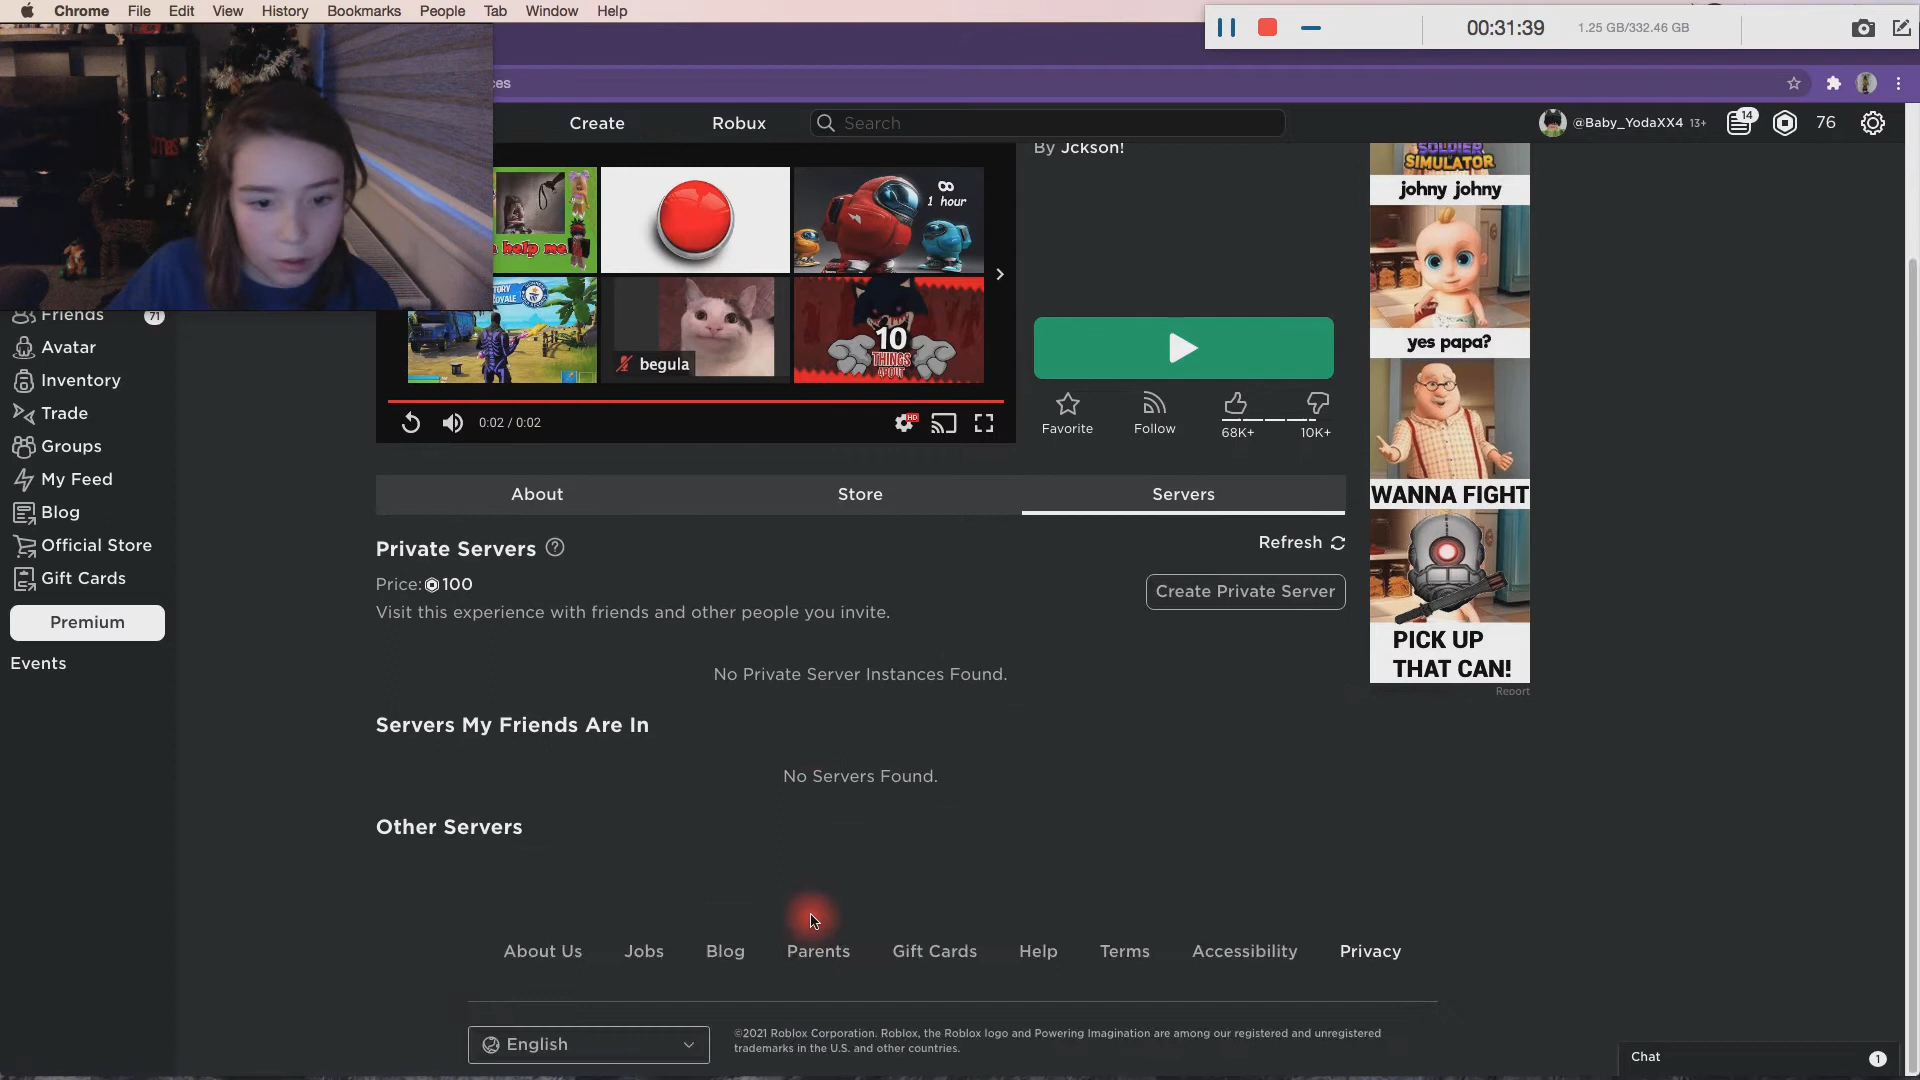 Chrome File Edit View History Bookmarks People Tab Window Help
00:31:39 1.25 GB/332.46 GB
Create Robux Search @Baby_YodaXX4 13+ 14 76
By Jckson!
help me
∞
1 hour
begula
10
THINGS
ABOUT
0:02 / 0:02
HD
Favorite Follow 68K+ 10K+
SOLDIER
SIMULATOR
johny johny
yes papa?
WANNA FIGHT
PICK UP
THAT CAN!
Report
Friends 71
Avatar
Inventory
Trade
Groups
My Feed
Blog
Official Store
Gift Cards
Premium
Events
About Store Servers
Private Servers Refresh
Price: 100
Create Private Server
Visit this experience with friends and other people you invite.
No Private Server Instances Found.
Servers My Friends Are In
No Servers Found.
Other Servers
About Us Jobs Blog Parents Gift Cards Help Terms Accessibility Privacy
English
©2021 Roblox Corporation. Roblox, the Roblox logo and Powering Imagination are among our registered and unregistered
trademarks in the U.S. and other countries.
Chat 1